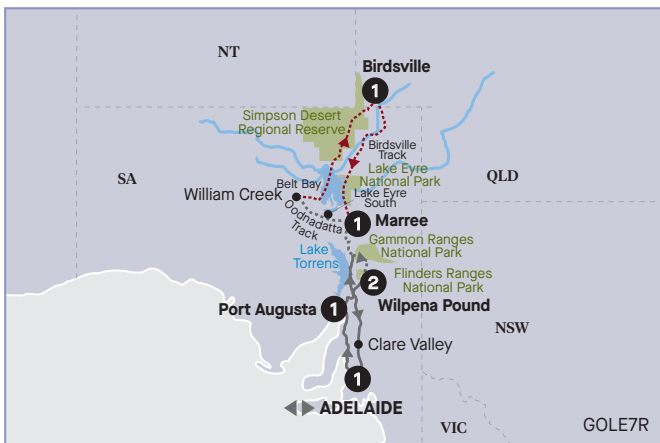 NT
Birdsville
1
Simpson Desert
Regional Reserve
Birdsville
Track
SA
Belt Bay
Lake Eyre
National Park
QLD
William Creek
Lake Eyre
South
Oodnadatta
Track
1
Marree
Gammon Ranges
National Park
Lake
Torrens
2
Flinders Ranges
National Park
Port Augusta
1
Wilpena Pound
NSW
Clare Valley
1
ADELAIDE
VIC
GOLE7R